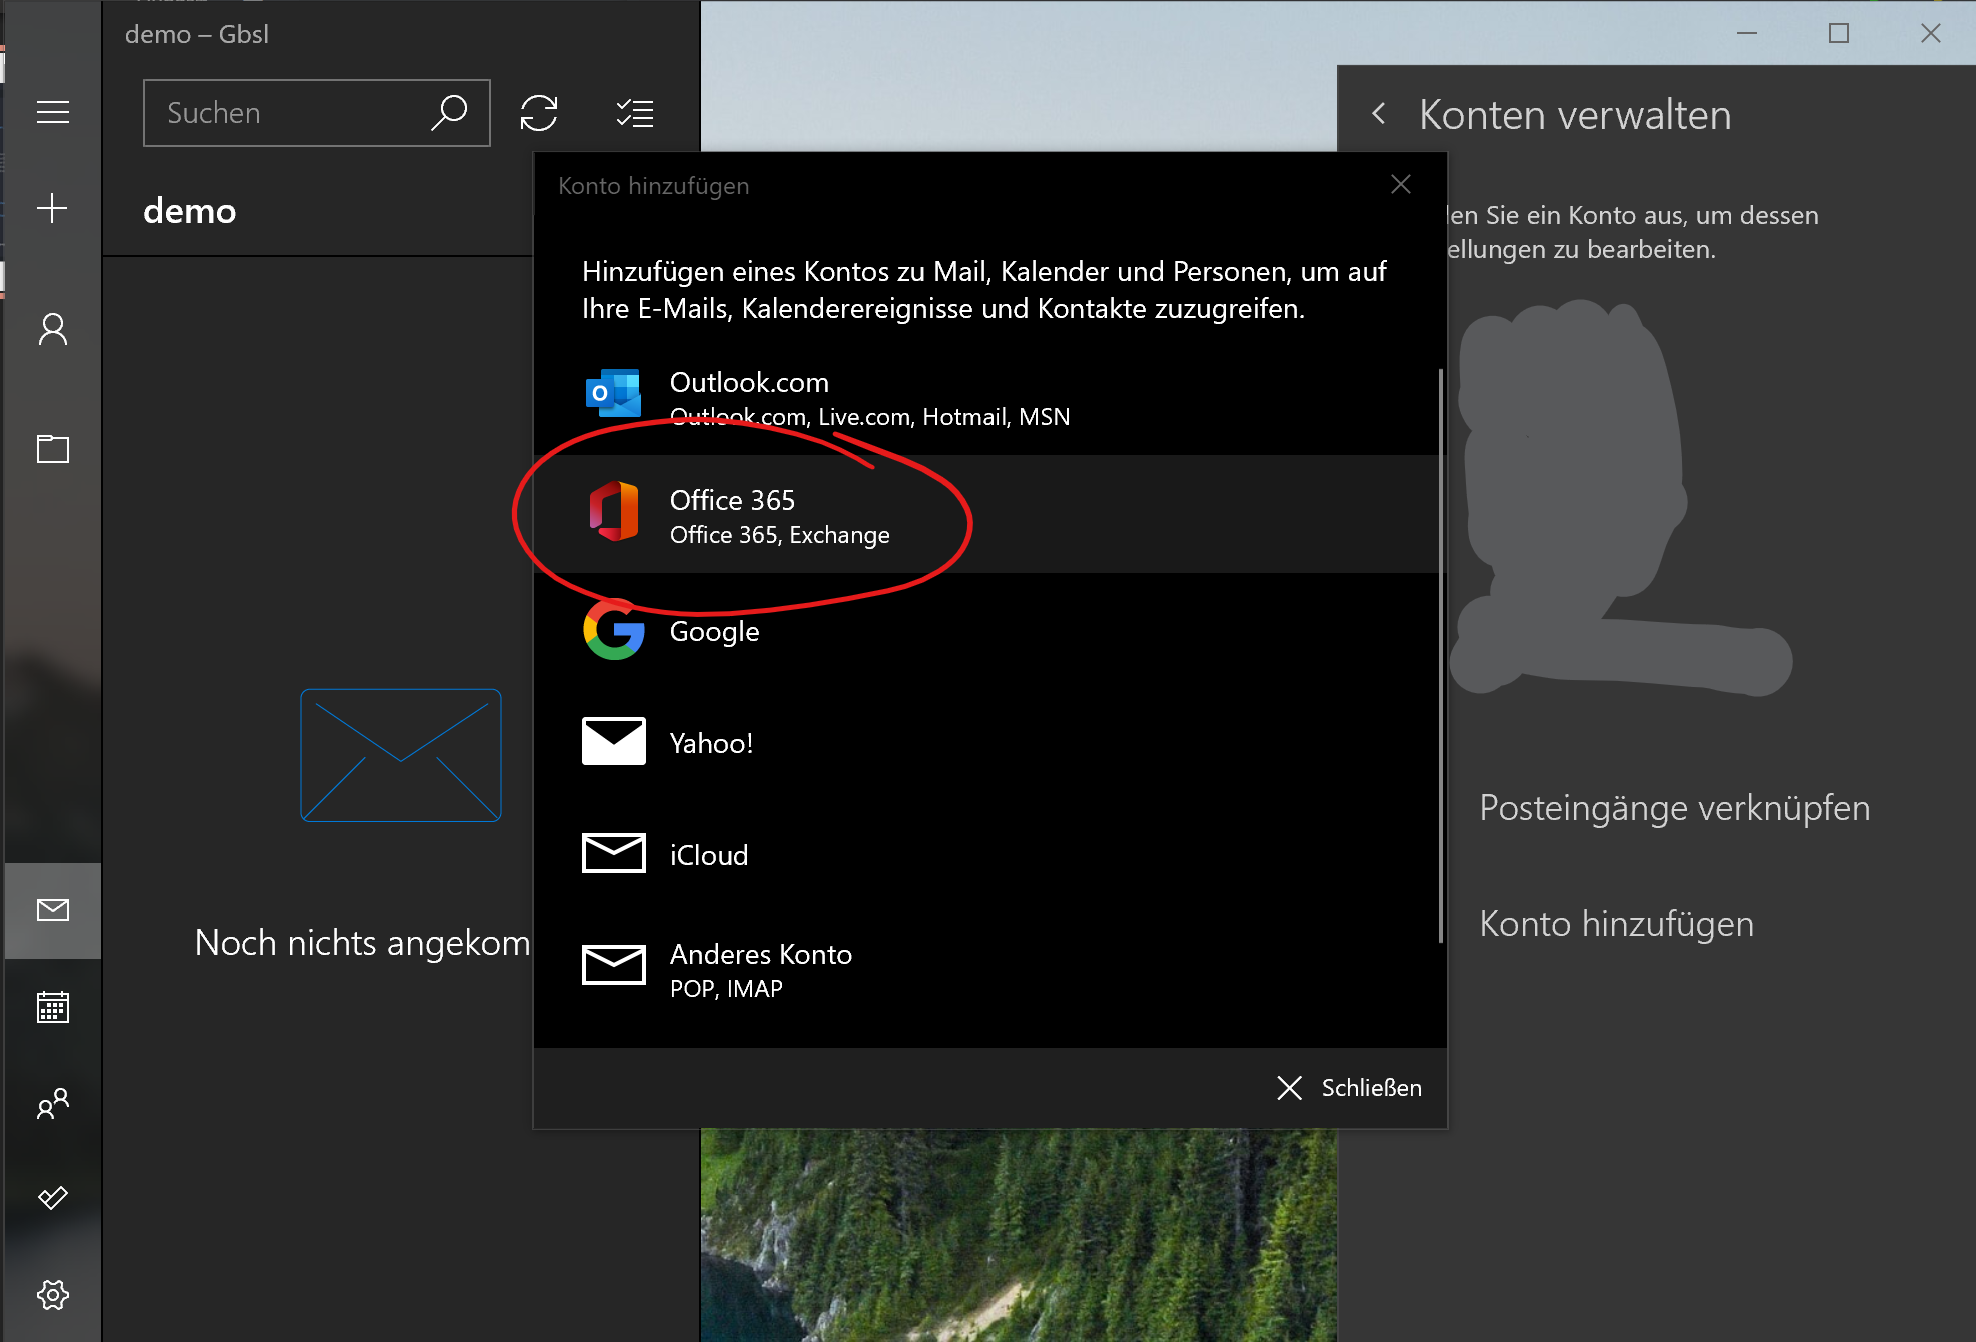 demo – Gbsl
Suchen
demo
Noch nichts angekom
Konto hinzufügen
Hinzufügen eines Kontos zu Mail, Kalender und Personen, um auf
Ihre E-Mails, Kalenderereignisse und Kontakte zuzugreifen.
Outlook.com
Outlook.com, Live.com, Hotmail, MSN
Office 365
Office 365, Exchange
Google
Yahoo!
iCloud
Anderes Konto
POP, IMAP
Schließen
Konten verwalten
len Sie ein Konto aus, um dessen
ellungen zu bearbeiten.
Posteingänge verknüpfen
Konto hinzufügen